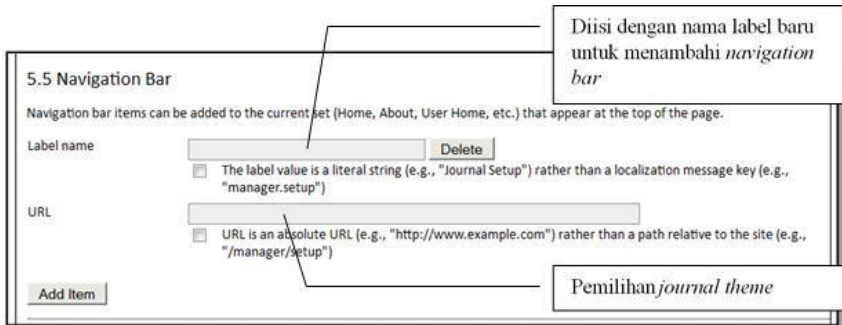 Diisi dengan nama label baru
untuk menambahi navigation
bar
5.5 Navigation Bar
Navigation bar items can be added to the current set (Home, About, User Home, etc.) that appear at the top of the page.
Label name
Delete
The label value is a literal string (e.g., "Journal Setup") rather than a localization message key (e.g.,
"manager.setup")
URL
URL is an absolute URL (e.g., "http://www.example.com") rather than a path relative to the site (e.g.,
"/manager/setup")
Add Item
Pemilihan journal theme